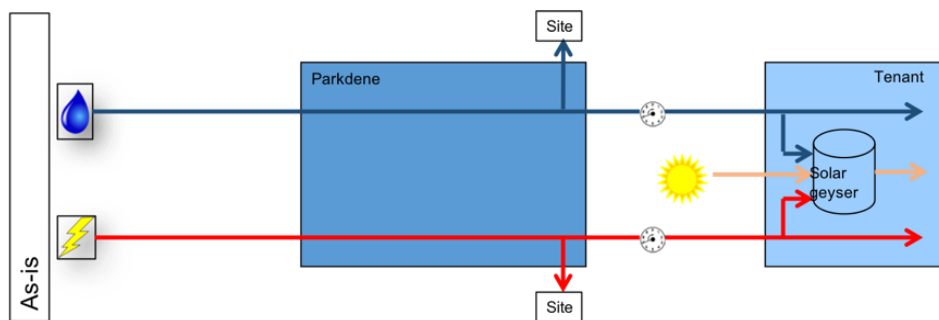 As-is
Site
Parkdene
Tenant
Solar
geyser
Site